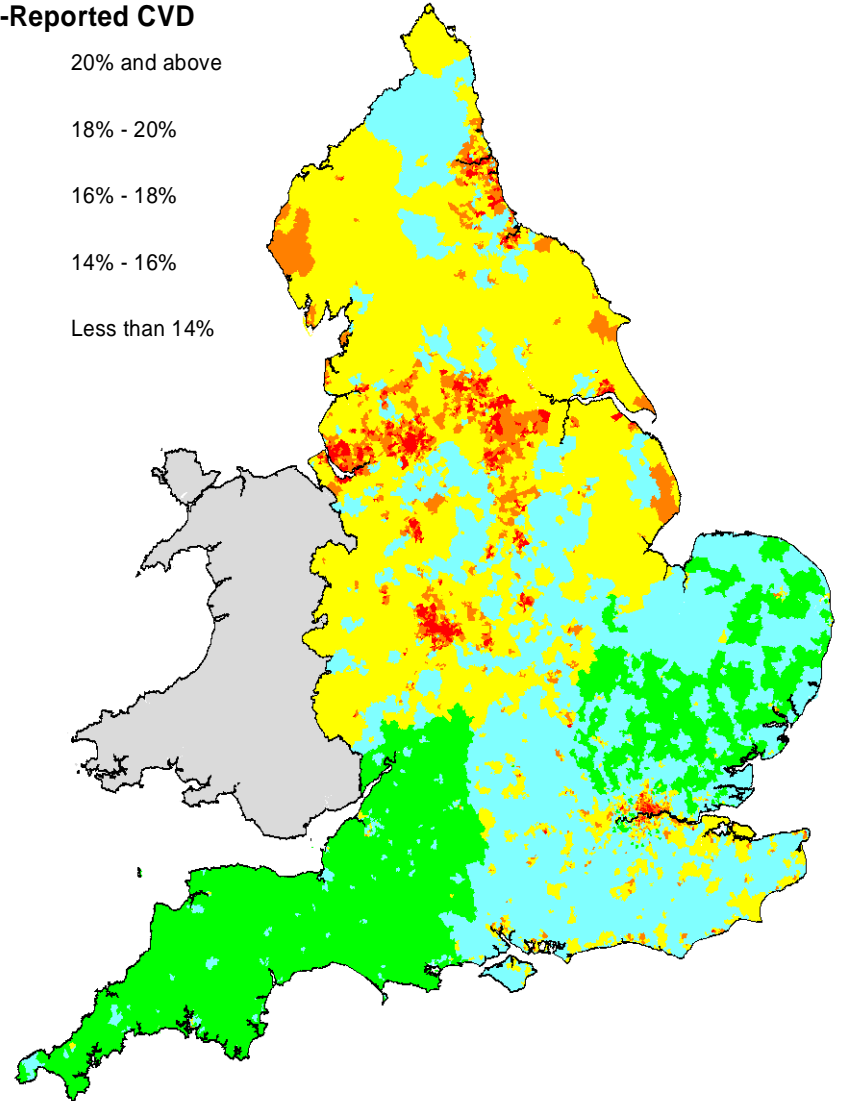 -Reported CVD
20% and above
18% - 20%
16% - 18%
14% - 16%
Less than 14%